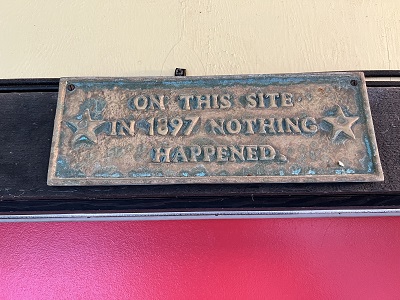 ON THIS SITE
IN 1897 NOTHING
HAPPENED.